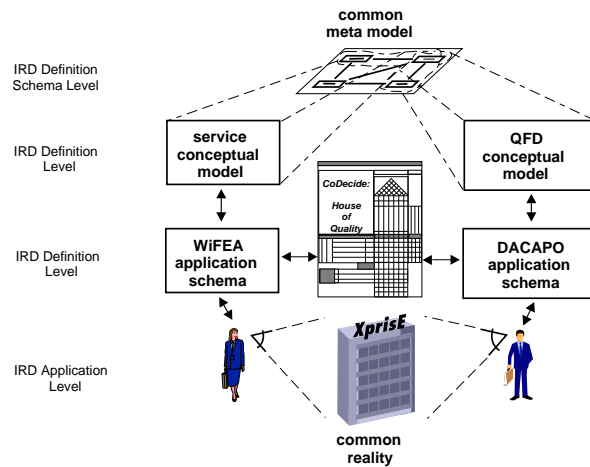 common
meta model
IRD Definition
Schema Level
service
conceptual
model
QFD
conceptual
model
IRD Definition
Level
CoDecide:
House
of
Quality
WiFEA
application
schema
DACAPO
application
schema
IRD Definition
Level
XprisE
IRD Application
Level
common
reality